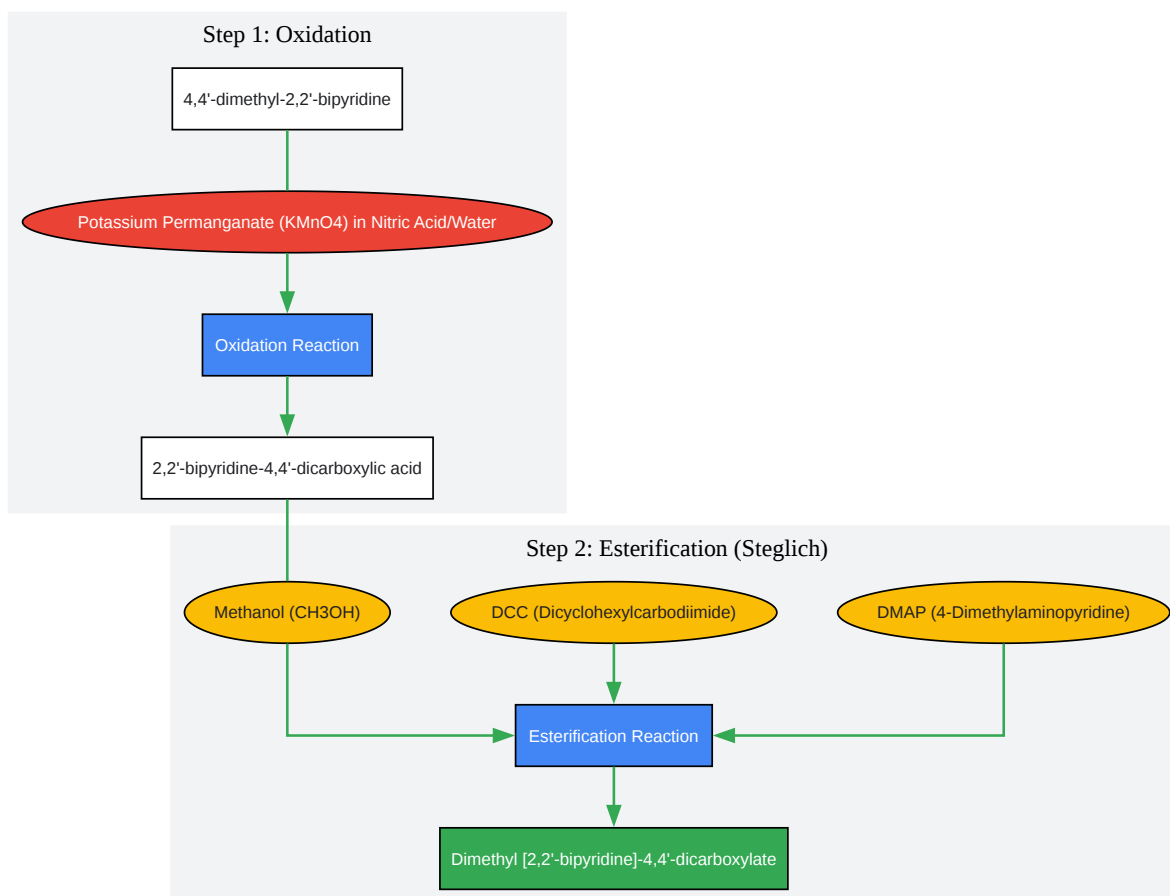 Step 1: Oxidation
4,4'-dimethyl-2,2'-bipyridine
Potassium Permanganate (KMnO4) in Nitric Acid/Water
Oxidation Reaction
2,2'-bipyridine-4,4'-dicarboxylic acid
Step 2: Esterification (Steglich)
Methanol (CH3OH)
DCC (Dicyclohexylcarbodiimide)
DMAP (4-Dimethylaminopyridine)
Esterification Reaction
Dimethyl [2,2'-bipyridine]-4,4'-dicarboxylate